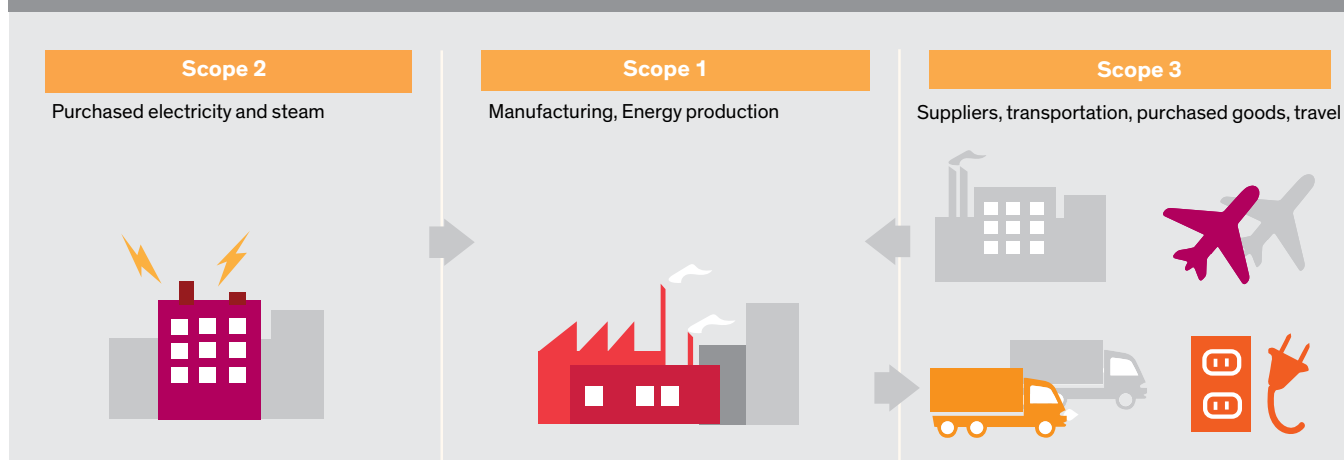 Scope 2
Purchased electricity and steam
Scope 1
Manufacturing, Energy production
Scope 3
Suppliers, transportation, purchased goods, travel